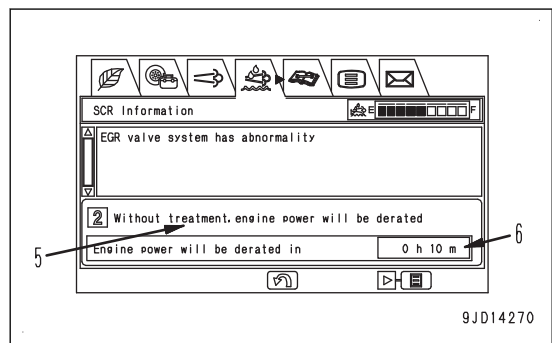 SCR Information
E F
EGR valve system has abnormality
2 Without treatment, engine power will be derated
5
Engine power will be derated in 0 h 10 m
6
9JD14270